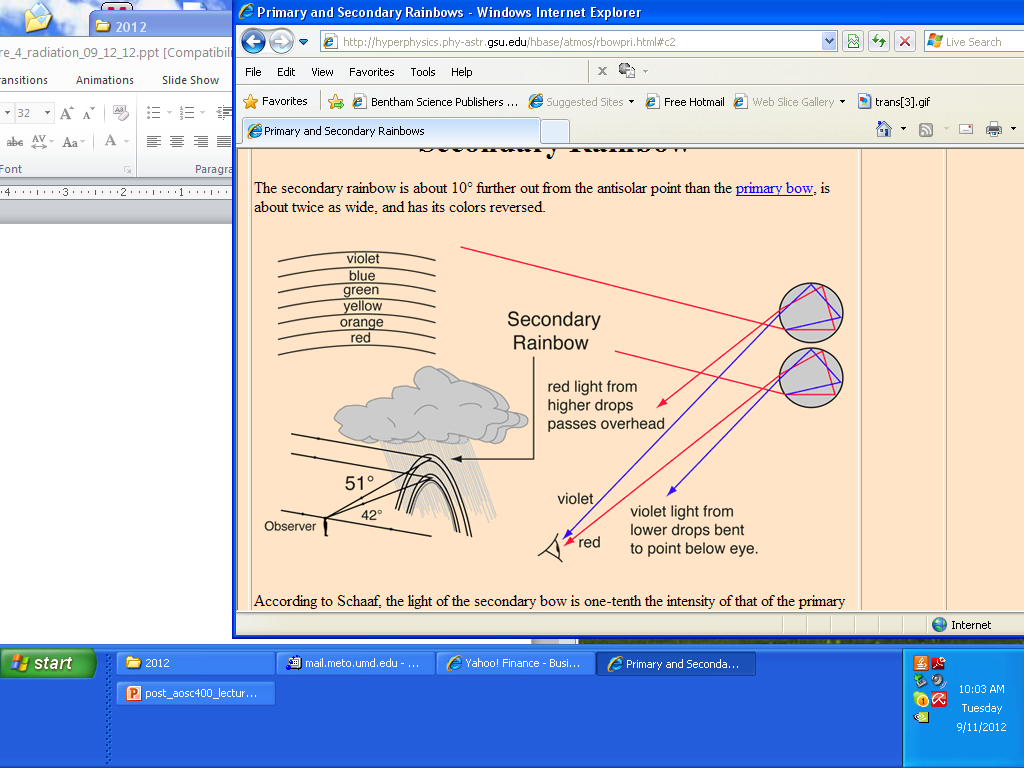 Primary and Secondary Rainbows - Windows Internet Explorer
2012
re_4_radiation_09_12_12.ppt [Compatibili
http://hyperphysics.phy-astr.gsu.edu/hbase/atmos/rbowpri.html#c2
Live Search
ransitions
Animations
Slide Show
File
Edit
View
Favorites
Tools
Help
32
Favorites
Bentham Science Publishers ...
Suggested Sites
Free Hotmail
Web Slice Gallery
trans[3].gif
abc
AV
Aa
A
Primary and Secondary Rainbows
Font
Paragra
4
3
2
1
Secondary Rainbow
The secondary rainbow is about 10° further out from the antisolar point than the primary bow, is
about twice as wide, and has its colors reversed.
violet
blue
green
yellow
orange
red
Secondary
Rainbow
red light from
higher drops
passes overhead
51°
42°
Observer
violet
red
violet light from
lower drops bent
to point below eye.
According to Schaaf, the light of the secondary bow is one-tenth the intensity of that of the primary
Internet
start
2012
mail.meto.umd.edu - ...
Yahoo! Finance - Busi...
Primary and Seconda...
post_aosc400_lectur...
10:03 AM
Tuesday
9/11/2012